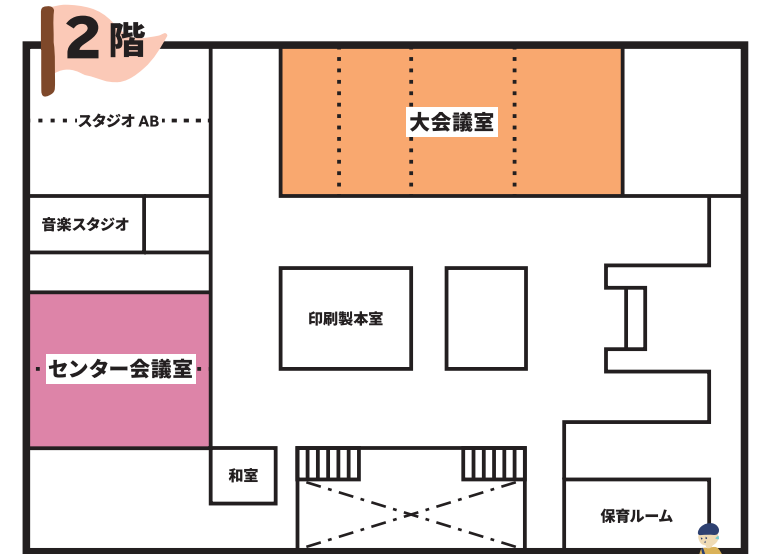 2階
スタジオ AB
大会議室
音楽スタジオ
印刷製本室
センター会議室
和室
保育ルーム